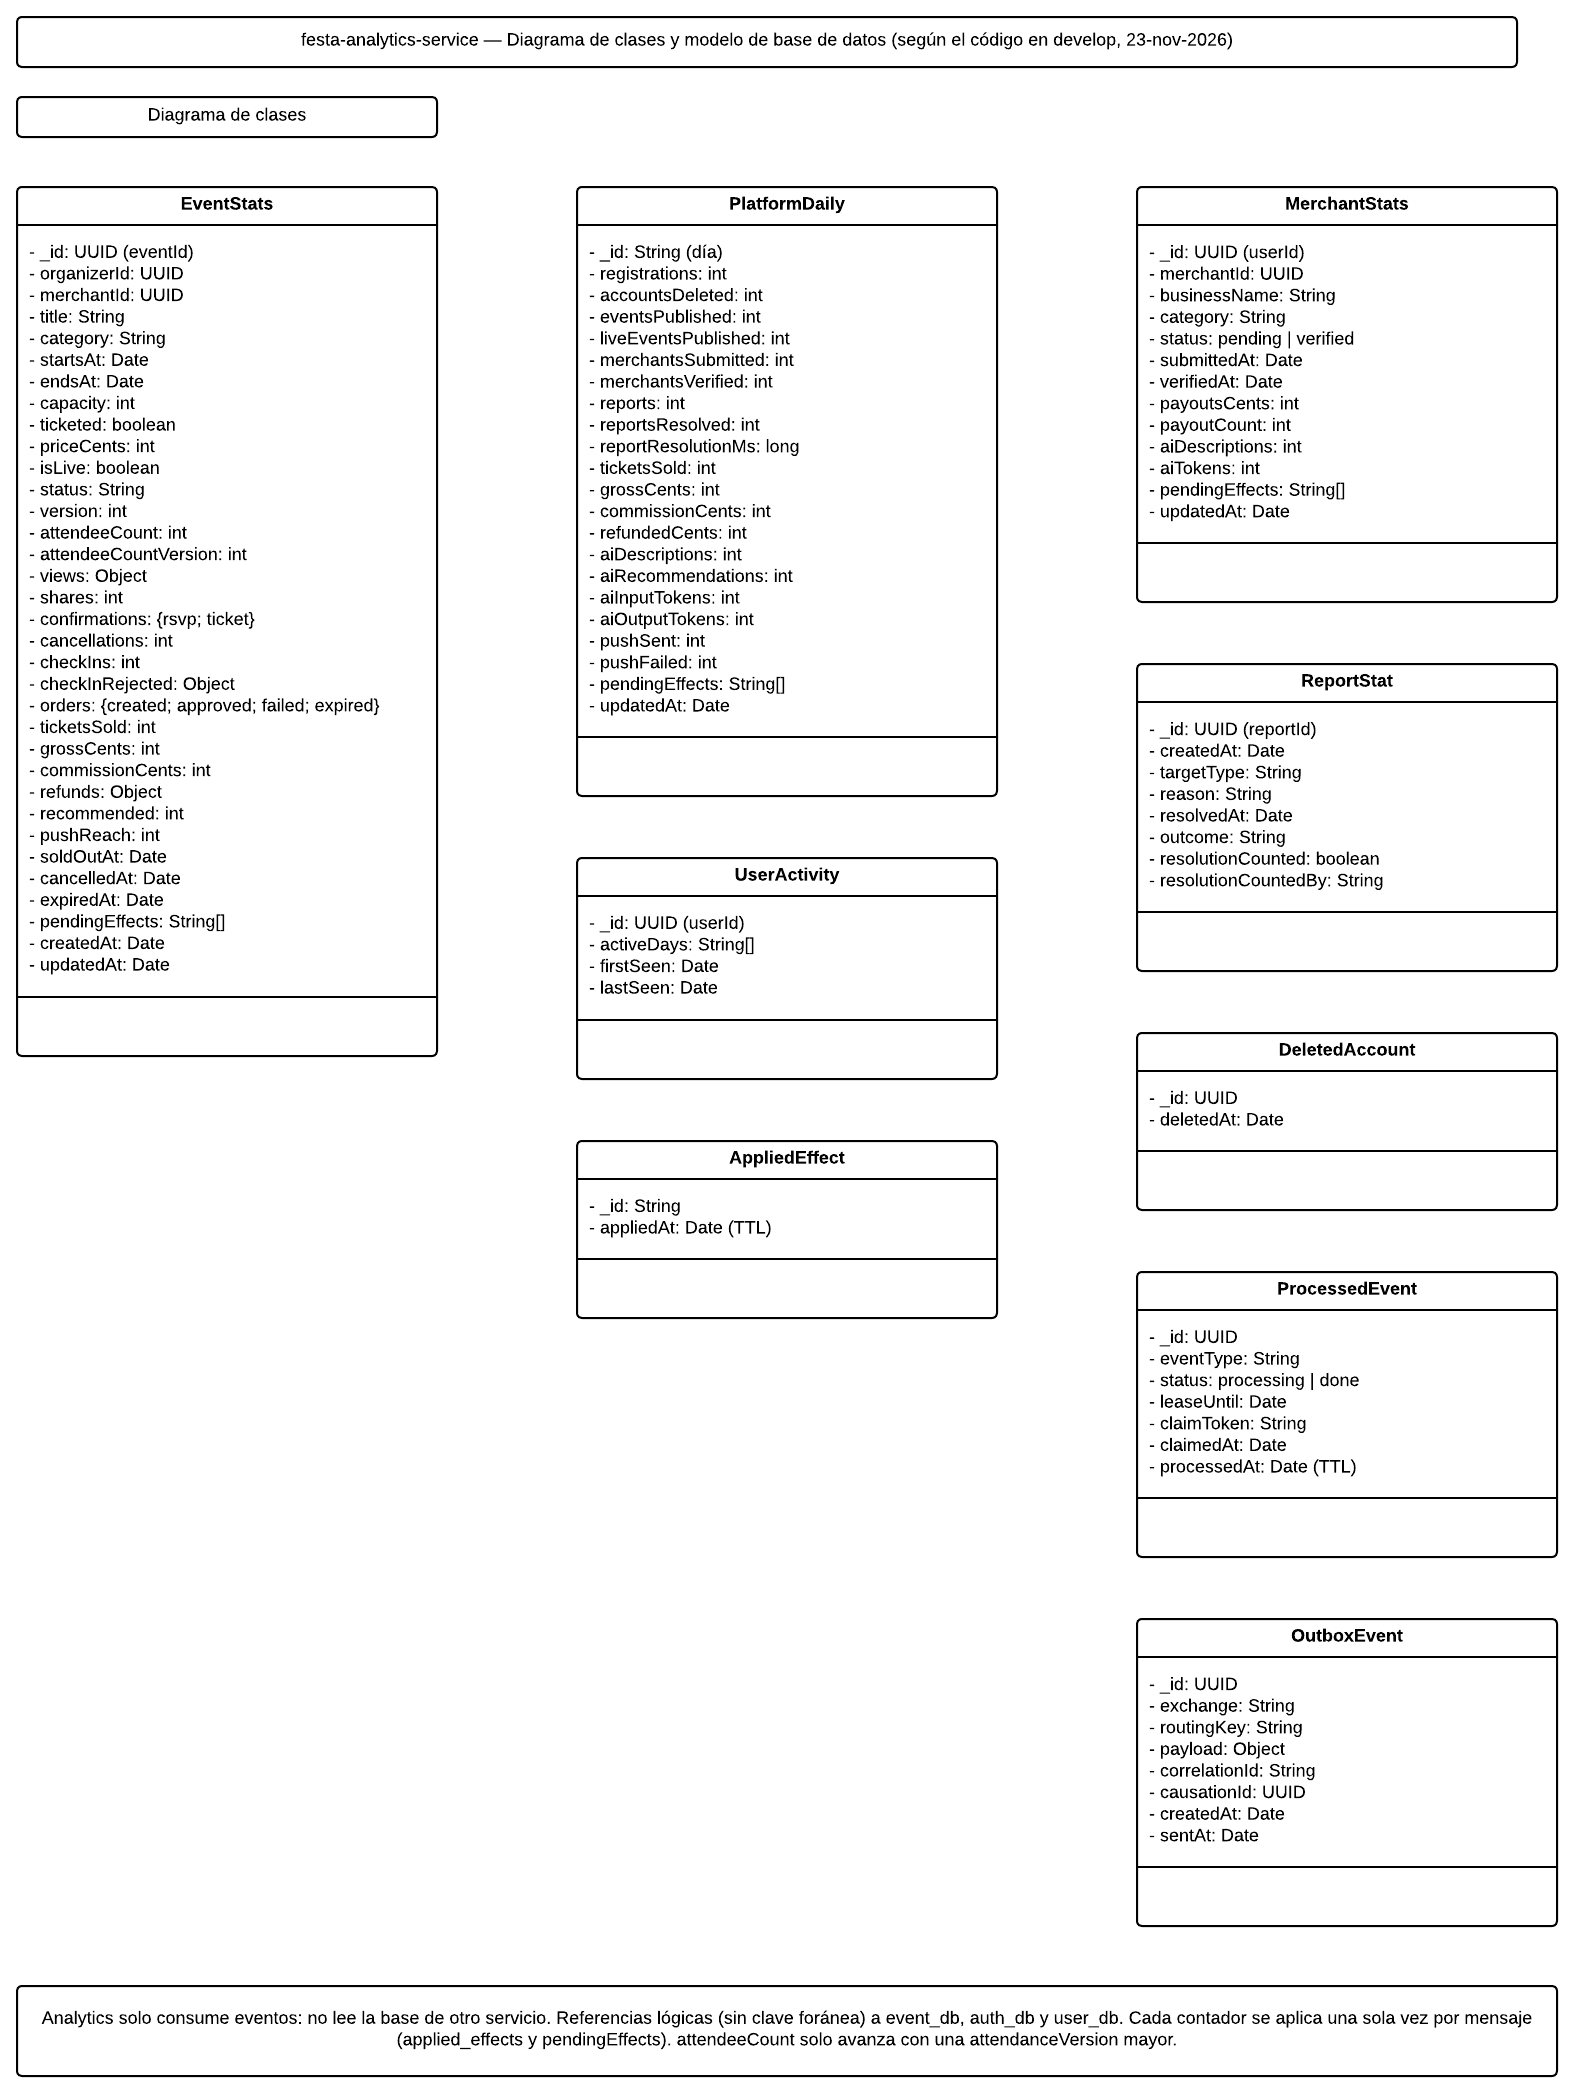 festa-analytics-service — Diagrama de clases y modelo de base de datos (según el código en develop, 23-nov-2026)
Diagrama de clases
EventStats
- _id: UUID (eventId)
- organizerId: UUID
- merchantId: UUID
- title: String
- category: String
- startsAt: Date
- endsAt: Date
- capacity: int
- ticketed: boolean
- priceCents: int
- isLive: boolean
- status: String
- version: int
- attendeeCount: int
- attendeeCountVersion: int
- views: Object
- shares: int
- confirmations: {rsvp; ticket}
- cancellations: int
- checkIns: int
- checkInRejected: Object
- orders: {created; approved; failed; expired}
- ticketsSold: int
- grossCents: int
- commissionCents: int
- refunds: Object
- recommended: int
- pushReach: int
- soldOutAt: Date
- cancelledAt: Date
- expiredAt: Date
- pendingEffects: String[]
- createdAt: Date
- updatedAt: Date
PlatformDaily
- _id: String (día)
- registrations: int
- accountsDeleted: int
- eventsPublished: int
- liveEventsPublished: int
- merchantsSubmitted: int
- merchantsVerified: int
- reports: int
- reportsResolved: int
- reportResolutionMs: long
- ticketsSold: int
- grossCents: int
- commissionCents: int
- refundedCents: int
- aiDescriptions: int
- aiRecommendations: int
- aiInputTokens: int
- aiOutputTokens: int
- pushSent: int
- pushFailed: int
- pendingEffects: String[]
- updatedAt: Date
UserActivity
- _id: UUID (userId)
- activeDays: String[]
- firstSeen: Date
- lastSeen: Date
AppliedEffect
- _id: String
- appliedAt: Date (TTL)
MerchantStats
- _id: UUID (userId)
- merchantId: UUID
- businessName: String
- category: String
- status: pending | verified
- submittedAt: Date
- verifiedAt: Date
- payoutsCents: int
- payoutCount: int
- aiDescriptions: int
- aiTokens: int
- pendingEffects: String[]
- updatedAt: Date
ReportStat
- _id: UUID (reportId)
- createdAt: Date
- targetType: String
- reason: String
- resolvedAt: Date
- outcome: String
- resolutionCounted: boolean
- resolutionCountedBy: String
DeletedAccount
- _id: UUID
- deletedAt: Date
ProcessedEvent
- _id: UUID
- eventType: String
- status: processing | done
- leaseUntil: Date
- claimToken: String
- claimedAt: Date
- processedAt: Date (TTL)
OutboxEvent
- _id: UUID
- exchange: String
- routingKey: String
- payload: Object
- correlationId: String
- causationId: UUID
- createdAt: Date
- sentAt: Date
Analytics solo consume eventos: no lee la base de otro servicio. Referencias lógicas (sin clave foránea) a event_db, auth_db y user_db. Cada contador se aplica una sola vez por mensaje
(applied_effects y pendingEffects). attendeeCount solo avanza con una attendanceVersion mayor.